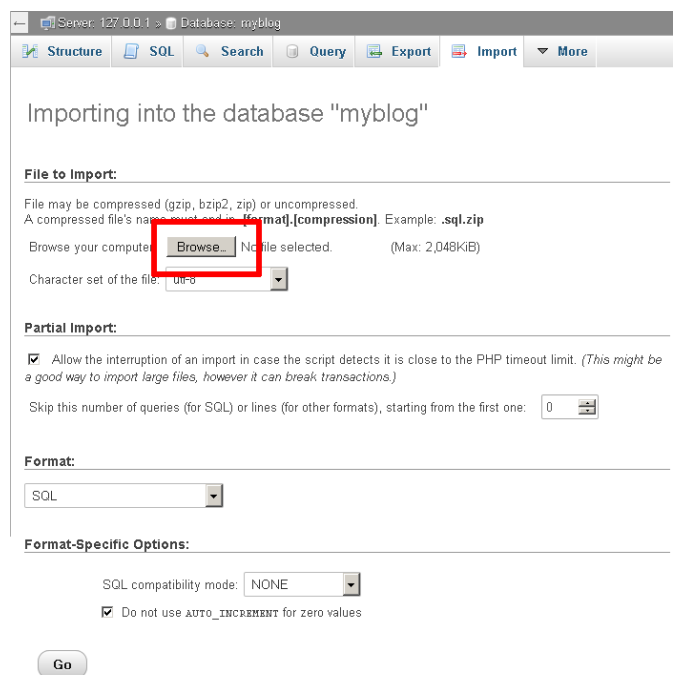 Server: 127.0.0.1 » Database: myblog
Structure SQL Search Query Export Import More
Importing into the database "myblog"
File to Import:
File may be compressed (gzip, bzip2, zip) or uncompressed.
A compressed file's name must end in .[format].[compression]. Example: .sql.zip
Browse your computer Browse... No file selected. (Max: 2,048KiB)
Character set of the file: utf-8
Partial Import:
Allow the interruption of an import in case the script detects it is close to the PHP timeout limit. (This might be
a good way to import large files, however it can break transactions.)
Skip this number of queries (for SQL) or lines (for other formats), starting from the first one: 0
Format:
SQL
Format-Specific Options:
SQL compatibility mode: NONE
Do not use AUTO_INCREMENT for zero values
Go